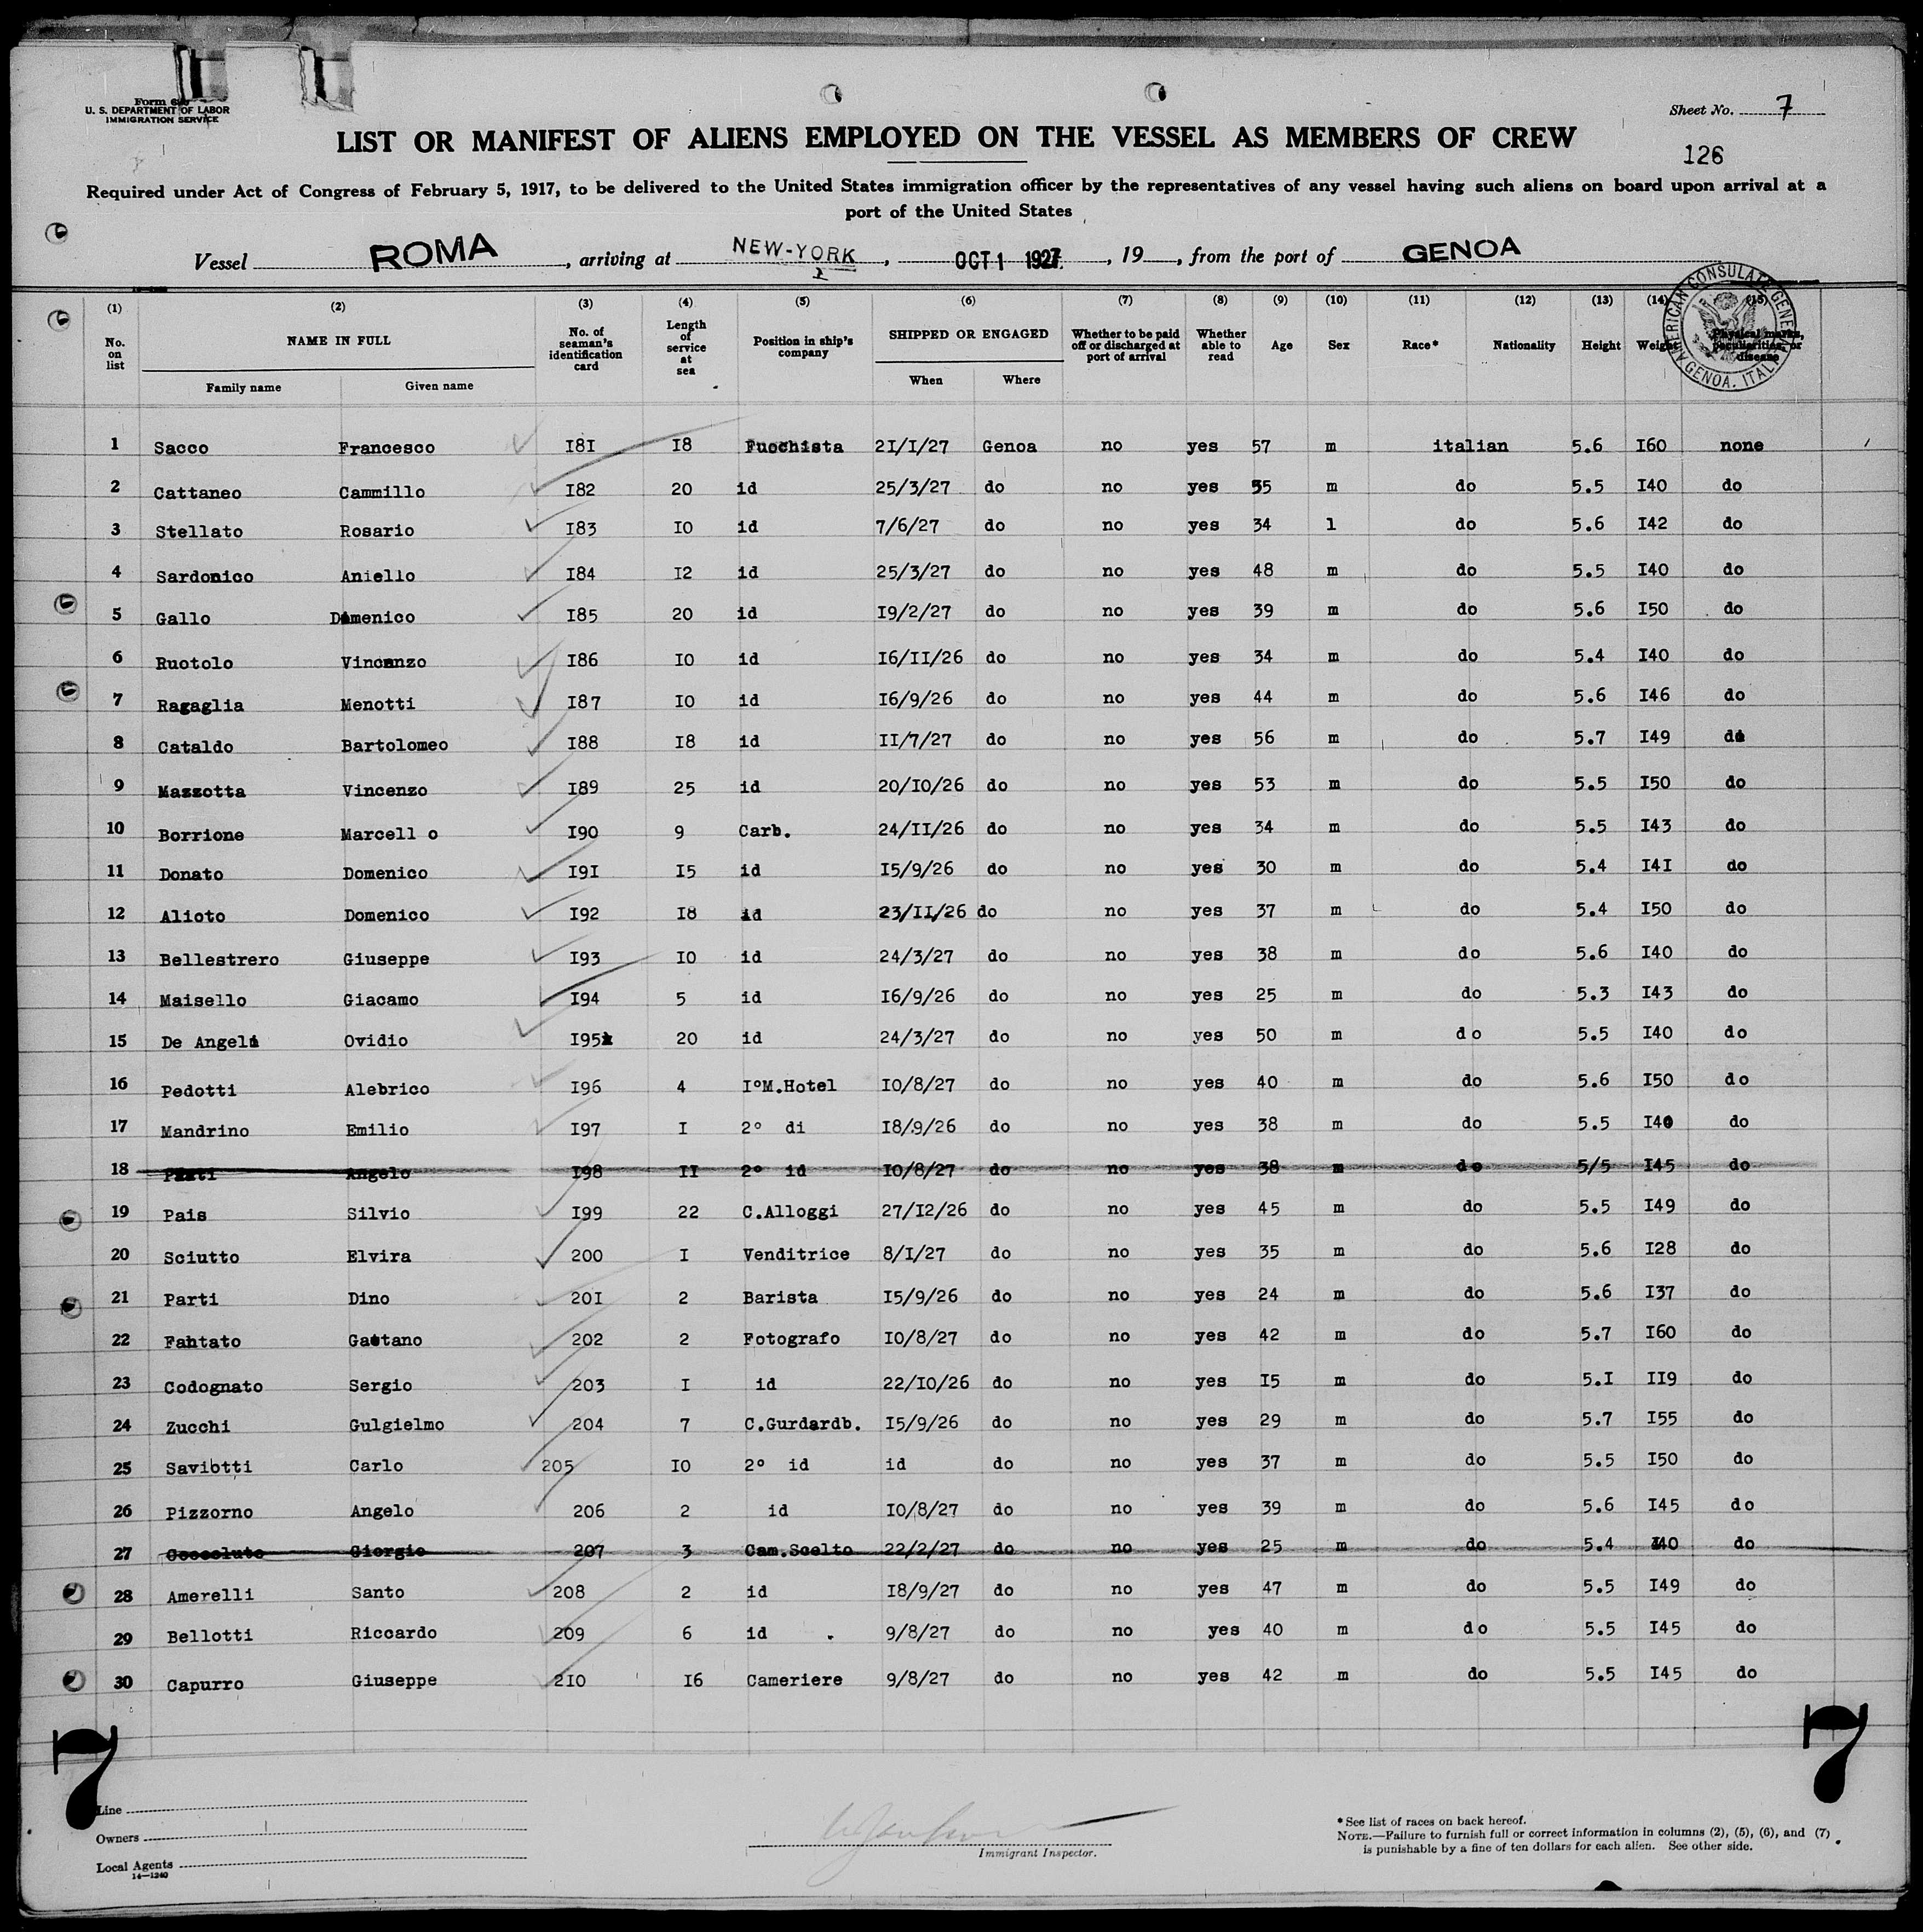 Form 6
U. S. DEPARTMENT OF LABOR
IMMIGRATION SERVICE
Sheet No. 7
LIST OR MANIFEST OF ALIENS EMPLOYED ON THE VESSEL AS MEMBERS OF CREW
126
Required under Act of Congress of February 5, 1917, to be delivered to the United States immigration officer by the representatives of any vessel having such aliens on board upon arrival at a
port of the United States
Vessel ROMA, arriving at NEW-YORK, OCT 1 1927, 19, from the port of GENOA
AMERICAN CONSULATE GENERAL GENOA. ITALY
(1) (2) (3) (4) (5) (6) (7) (8) (9) (10) (11) (12) (13) (14) (15)
No. on list NAME IN FULL No. of seaman's identification card Length of service at sea Position in ship's company SHIPPED OR ENGAGED Whether to be paid off or discharged at port of arrival Whether able to read Age Sex Race* Nationality Height Weight Physical marks, peculiarities, or disease
Family name Given name When Where
1 Sacco Francesco I8I I8 Fuochista 2I/I/27 Genoa no yes 57 m italian 5.6 I60 none
2 Cattaneo Cammillo I82 20 id 25/3/27 do no yes 55 m do 5.5 I40 do
3 Stellato Rosario I83 IO id 7/6/27 do no yes 34 l do 5.6 I42 do
4 Sardonico Aniello I84 I2 id 25/3/27 do no yes 48 m do 5.5 I40 do
5 Gallo Domenico I85 20 id I9/2/27 do no yes 39 m do 5.6 I50 do
6 Ruotolo Vincenzo I86 IO id I6/II/26 do no yes 34 m do 5.4 I40 do
7 Ragaglia Menotti I87 IO id I6/9/26 do no yes 44 m do 5.6 I46 do
8 Cataldo Bartolomeo I88 I8 id II/7/27 do no yes 56 m do 5.7 I49 do
9 Mazzotta Vincenzo I89 25 id 20/IO/26 do no yes 53 m do 5.5 I50 do
10 Borrione Marcell o I90 9 Carb. 24/II/26 do no yes 34 m do 5.5 I43 do
11 Donato Domenico I9I I5 id I5/9/26 do no yes 30 m do 5.4 I4I do
12 Alioto Domenico I92 I8 id 23/II/26 do no yes 37 m do 5.4 I50 do
13 Bellestrero Giuseppe I93 IO id 24/3/27 do no yes 38 m do 5.6 I40 do
14 Maisello Giacamo I94 5 id I6/9/26 do no yes 25 m do 5.3 I43 do
15 De Angeli Ovidio I95 20 id 24/3/27 do no yes 50 m do 5.5 I40 do
16 Pedotti Alebrico I96 4 I°M.Hotel IO/8/27 do no yes 40 m do 5.6 I50 do
17 Mandrino Emilio I97 I 2° di I8/9/26 do no yes 38 m do 5.5 I40 do
18 Angelo I98 II 2° id IO/8/27 do no yes 38 m do 5/5 I45 do
19 Pais Silvio I99 22 C.Alloggi 27/I2/26 do no yes 45 m do 5.5 I49 do
20 Sciutto Elvira 200 I Venditrice 8/I/27 do no yes 35 m do 5.6 I28 do
21 Parti Dino 20I 2 Barista I5/9/26 do no yes 24 m do 5.6 I37 do
22 Fantato Gaetano 202 2 Fotografo IO/8/27 do no yes 42 m do 5.7 I60 do
23 Codognato Sergio 203 I id 22/IO/26 do no yes I5 m do 5.I II9 do
24 Zucchi Gulgielmo 204 7 C.Gurdardb. I5/9/26 do no yes 29 m do 5.7 I55 do
25 Saviotti Carlo 205 IO 2° id id do no yes 37 m do 5.5 I50 do
26 Pizzorno Angelo 206 2 id IO/8/27 do no yes 39 m do 5.6 I45 do
27 Giorgio 207 3 Cam.Scelto 22/2/27 do no yes 25 m do 5.4 I40 do
28 Amerelli Santo 208 2 id I8/9/27 do no yes 47 m do 5.5 I49 do
29 Bellotti Riccardo 209 6 id 9/8/27 do no yes 40 m do 5.5 I45 do
30 Capurro Giuseppe 2IO I6 Cameriere 9/8/27 do no yes 42 m do 5.5 I45 do
7 7
Line
Owners
Local Agents
14—1240
Immigrant Inspector.
* See list of races on back hereof.
NOTE.—Failure to furnish full or correct information in columns (2), (5), (6), and (7)
is punishable by a fine of ten dollars for each alien. See other side.